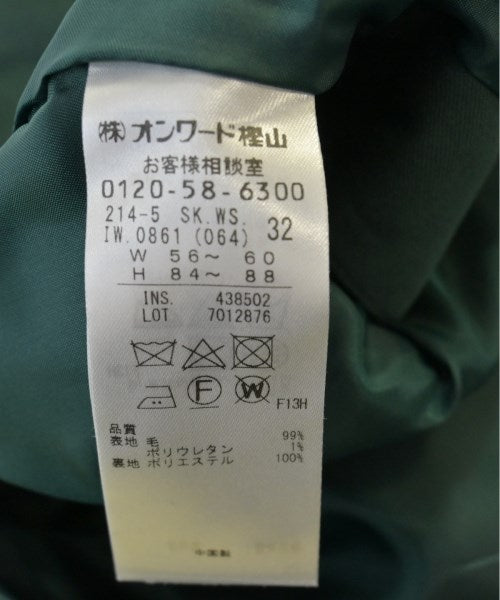 (株)オンワード樫山
お客様相談室
0120-58-6300
214-5 SK.WS. 32
IW.0861 (064)
W 56～ 60
H 84～ 88
INS. 438502
LOT 7012876
F W F13H
品質
表地 毛 99%
ポリウレタン 1%
裏地 ポリエステル 100%
中国製